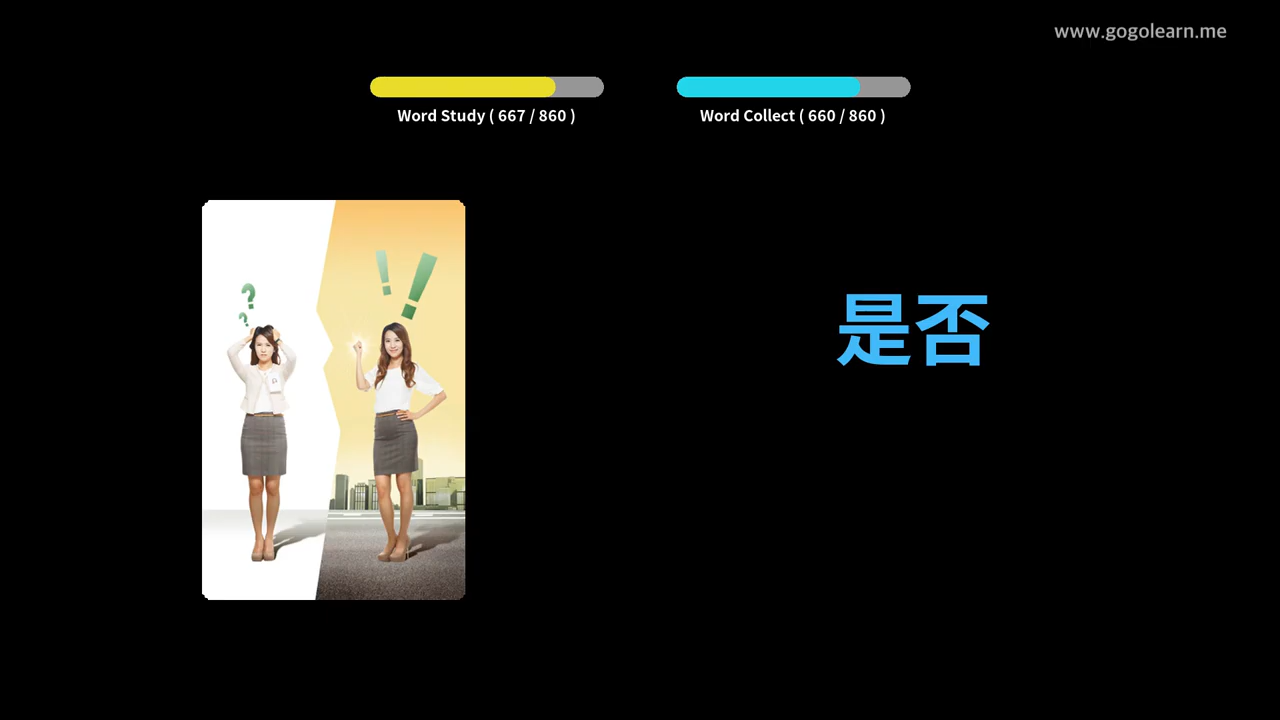 www.gogolearn.me
Word Study ( 667 / 860 )
Word Collect ( 660 / 860 )
? ?
! !
是否